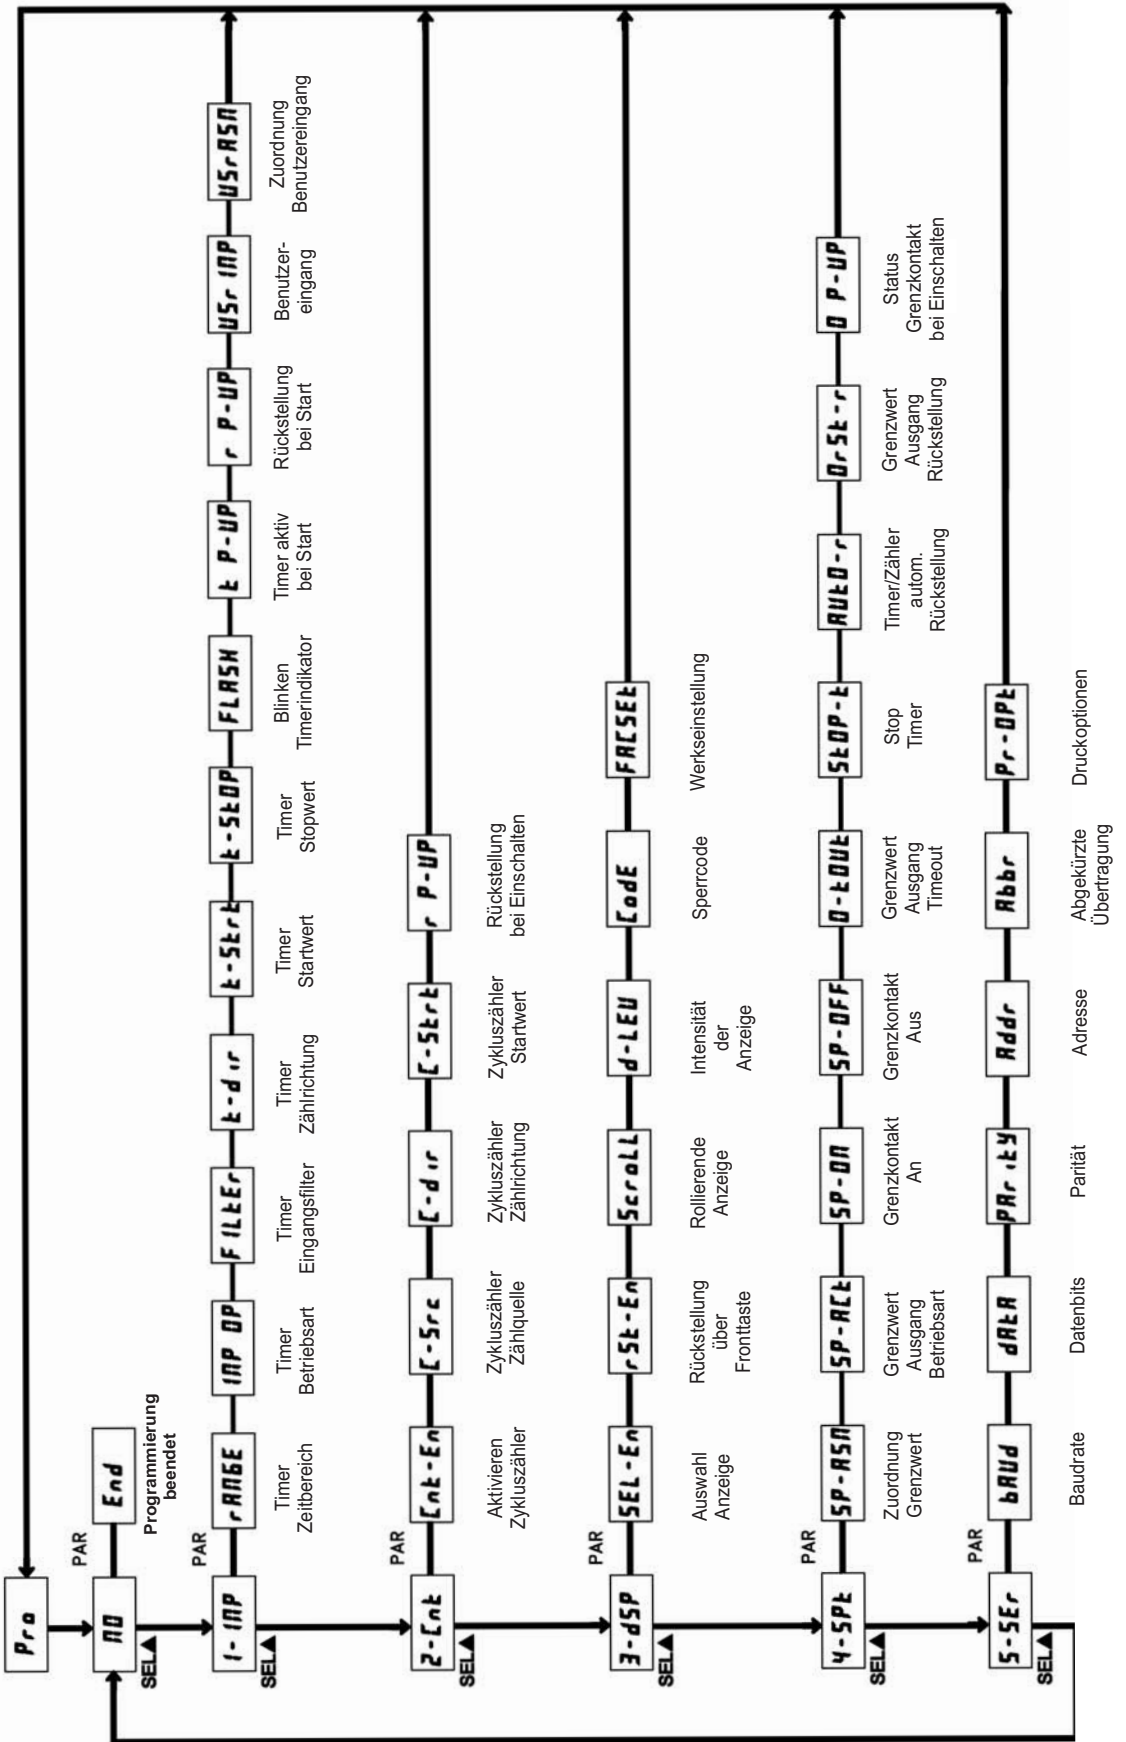 Pro
NO
PAR
End
Programmierung
beendet
SEL
1-INP
PAR
rANGE
Timer
Zeitbereich
INP OP
Timer
Betriebsart
FILtEr
Timer
Eingangsfilter
t-dir
Timer
Zählrichtung
t-Strt
Timer
Startwert
t-StOP
Timer
Stopwert
FLASH
Blinken
Timerindikator
t P-UP
Timer aktiv
bei Start
r P-UP
Rückstellung
bei Start
USr INP
Benutzer-
eingang
USrASN
Zuordnung
Benutzereingang
SEL
2-Cnt
PAR
Cnt-En
Aktivieren
Zykluszähler
C-Src
Zykluszähler
Zählquelle
C-dir
Zykluszähler
Zählrichtung
C-Strt
Zykluszähler
Startwert
r P-UP
Rückstellung
bei Einschalten
SEL
3-dSP
PAR
SEL-En
Auswahl
Anzeige
rSt-En
Rückstellung
über
Fronttaste
ScroLL
Rollierende
Anzeige
d-LEV
Intensität
der
Anzeige
CodE
Sperrcode
FACSEt
Werkseinstellung
SEL
4-SPt
PAR
SP-ASN
Zuordnung
Grenzwert
SP-ACt
Grenzwert
Ausgang
Betriebsart
SP-ON
Grenzkontakt
An
SP-OFF
Grenzkontakt
Aus
O-tOUt
Grenzwert
Ausgang
Timeout
StOP-t
Stop
Timer
AUtO-r
Timer/Zähler
autom.
Rückstellung
OrSt-r
Grenzwert
Ausgang
Rückstellung
O P-UP
Status
Grenzkontakt
bei Einschalten
SEL
5-SEr
PAR
bAUd
Baudrate
dAtA
Datenbits
PAritY
Parität
Addr
Adresse
Abbr
Abgekürzte
Übertragung
Pr-OPt
Druckoptionen
SEL